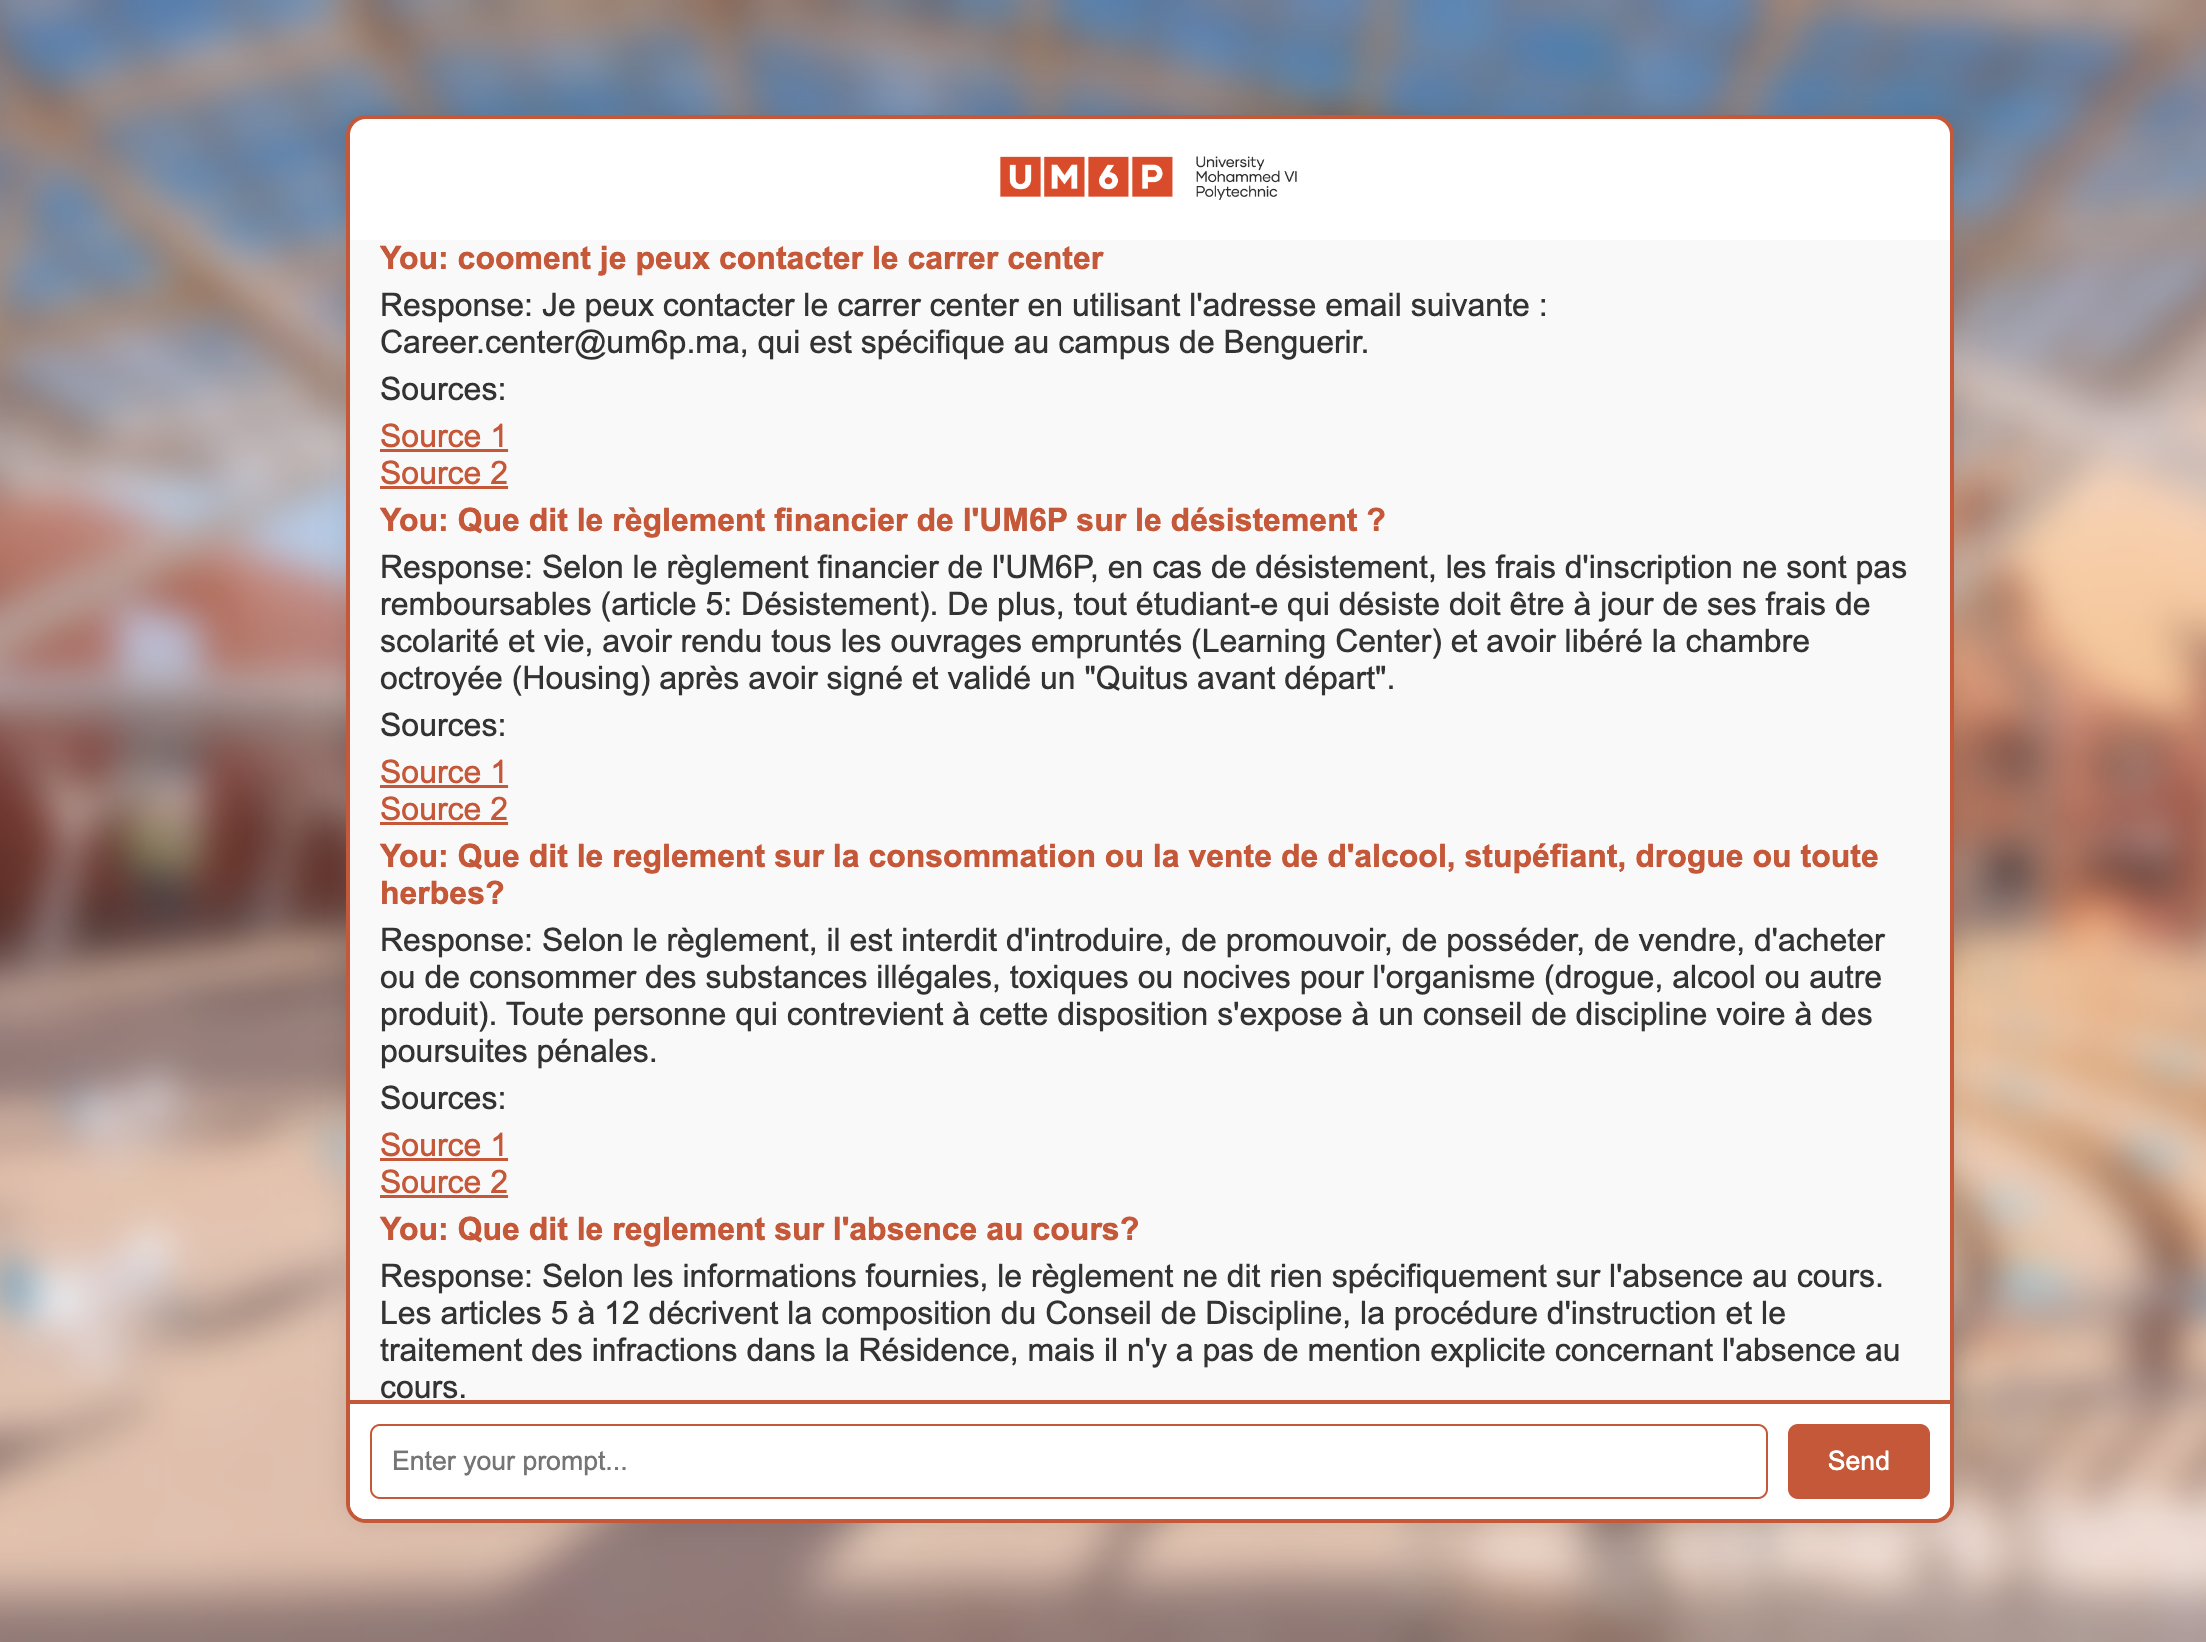 UM6P
University
Mohammed VI
Polytechnic
You: cooment je peux contacter le carrer center
Response: Je peux contacter le carrer center en utilisant l'adresse email suivante :
Career.center@um6p.ma, qui est spécifique au campus de Benguerir.
Sources:
Source 1
Source 2
You: Que dit le règlement financier de l'UM6P sur le désistement ?
Response: Selon le règlement financier de l'UM6P, en cas de désistement, les frais d'inscription ne sont pas
remboursables (article 5: Désistement). De plus, tout étudiant-e qui désiste doit être à jour de ses frais de
scolarité et vie, avoir rendu tous les ouvrages empruntés (Learning Center) et avoir libéré la chambre
octroyée (Housing) après avoir signé et validé un "Quitus avant départ".
Sources:
Source 1
Source 2
You: Que dit le reglement sur la consommation ou la vente de d'alcool, stupéfiant, drogue ou toute
herbes?
Response: Selon le règlement, il est interdit d'introduire, de promouvoir, de posséder, de vendre, d'acheter
ou de consommer des substances illégales, toxiques ou nocives pour l'organisme (drogue, alcool ou autre
produit). Toute personne qui contrevient à cette disposition s'expose à un conseil de discipline voire à des
poursuites pénales.
Sources:
Source 1
Source 2
You: Que dit le reglement sur l'absence au cours?
Response: Selon les informations fournies, le règlement ne dit rien spécifiquement sur l'absence au cours.
Les articles 5 à 12 décrivent la composition du Conseil de Discipline, la procédure d'instruction et le
traitement des infractions dans la Résidence, mais il n'y a pas de mention explicite concernant l'absence au
cours.
Enter your prompt...
Send